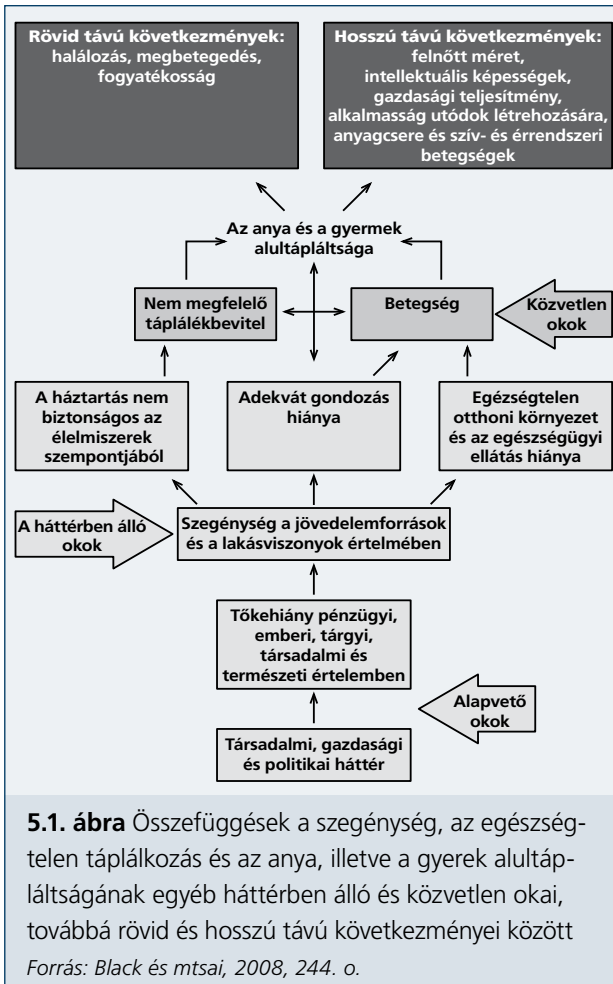 Rövid távú következmények:
halálozás, megbetegedés,
fogyatékosság
Hosszú távú következmények:
felnőtt méret,
intellektuális képességek,
gazdasági teljesítmény,
alkalmasság utódok létrehozására,
anyagcsere és szív- és érrendszeri
betegségek
Az anya és a gyermek
alultápláltsága
Nem megfelelő
táplálékbevitel
Betegség
Közvetlen
okok
A háztartás nem
biztonságos az
élelmiszerek
szempontjából
Adekvát gondozás
hiánya
Egézségtelen
otthoni környezet
és az egészségügyi
ellátás hiánya
A háttérben álló
okok
Szegénység a jövedelemforrások
és a lakásviszonyok értelmében
Tőkehiány pénzügyi,
emberi, tárgyi,
társadalmi és
természeti értelemben
Alapvető
okok
Társadalmi, gazdasági
és politikai háttér
5.1. ábra Összefüggések a szegénység, az egészség-
telen táplálkozás és az anya, illetve a gyerek alultáp-
láltságának egyéb háttérben álló és közvetlen okai,
továbbá rövid és hosszú távú következményei között
Forrás: Black és mtsai, 2008, 244. o.